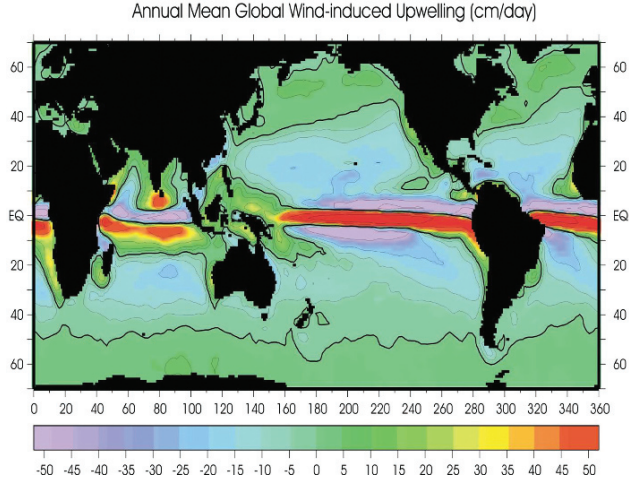 Annual Mean Global Wind-induced Upwelling (cm/day)
60 60
40 40
20 20
EQ EQ
20 20
40 40
60 60
0 20 40 60 80 100 120 140 160 180 200 220 240 260 280 300 320 340 360
-50 -45 -40 -35 -30 -25 -20 -15 -10 -5 0 5 10 15 20 25 30 35 40 45 50